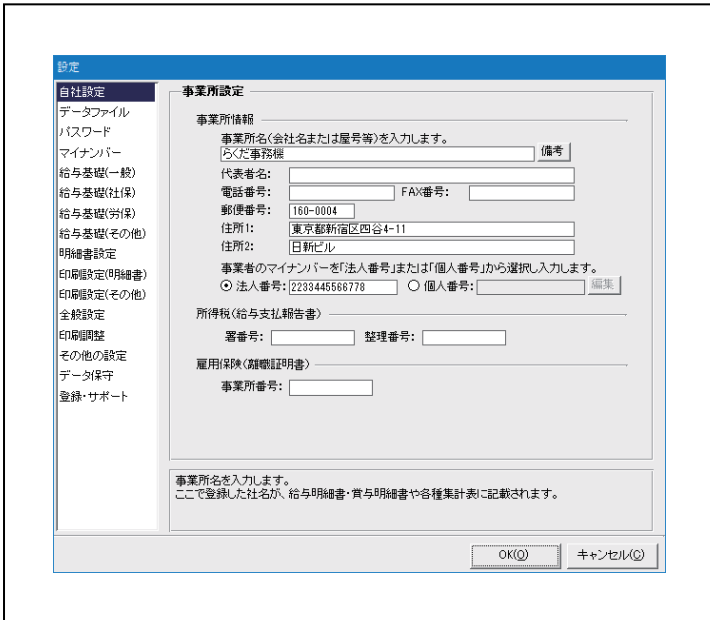 設定
自社設定
データファイル
パスワード
マイナンバー
給与基礎(一般)
給与基礎(社保)
給与基礎(労保)
給与基礎(その他)
明細書設定
印刷設定(明細書)
印刷設定(その他)
全般設定
印刷調整
その他の設定
データ保守
登録・サポート
事業所設定
事業所情報
事業所名(会社名または屋号等)を入力します。
らくだ事務機 備考
代表者名:
電話番号: FAX番号:
郵便番号: 160-0004
住所1: 東京都新宿区四谷4-11
住所2: 日新ビル
事業者のマイナンバーを「法人番号」または「個人番号」から選択し入力します。
法人番号: 2233445566778 個人番号: 編集
所得税(給与支払報告書)
署番号: 整理番号:
雇用保険(離職証明書)
事業所番号:
事業所名を入力します。
ここで登録した社名が、給与明細書・賞与明細書や各種集計表に記載されます。
OK(O) キャンセル(C)